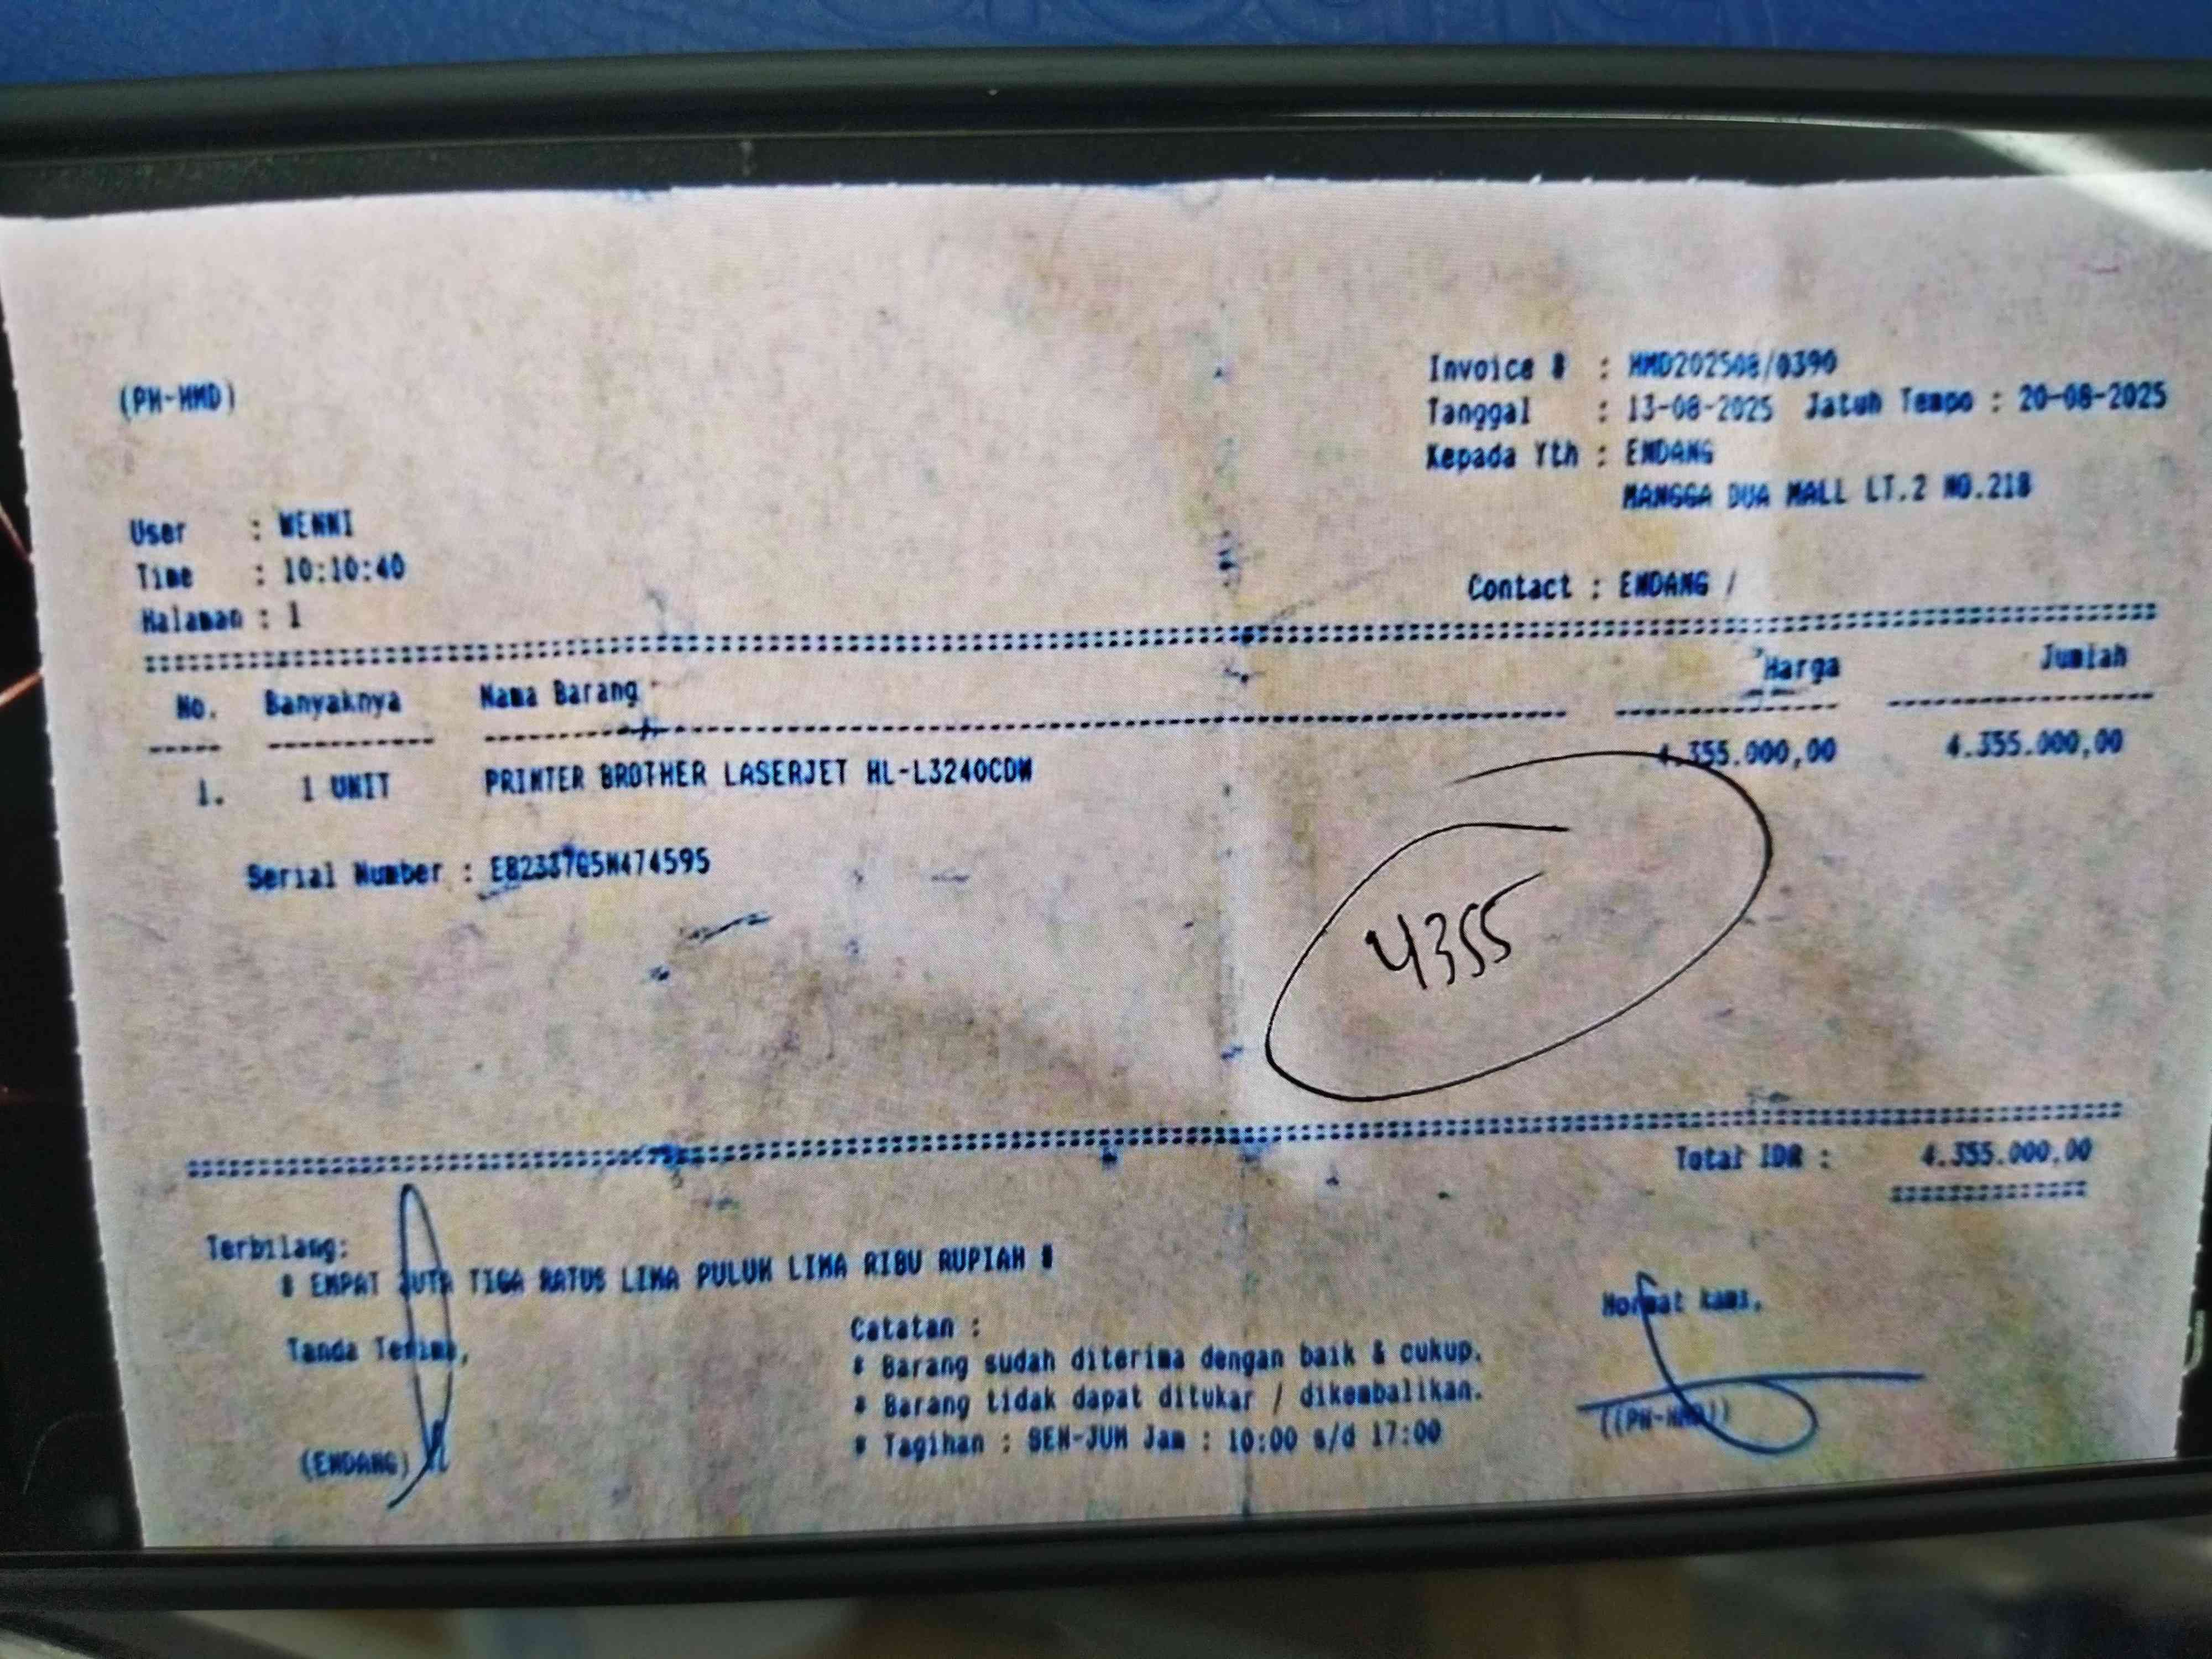 (PH-HMD)
Invoice # : HMD202508/0390
Tanggal : 13-08-2025 Jatuh Tempo : 20-08-2025
Kepada Yth : ENDANG
MANGGA DUA MALL LT.2 NO.218
User : WENNI
Time : 10:10:40
Halaman : 1
Contact : ENDANG /
No. Banyaknya Nama Barang Harga Jumlah
1. 1 UNIT PRINTER BROTHER LASERJET HL-L3240CDW 4.355.000,00 4.355.000,00
Serial Number :
4355
Total IDR : 4.355.000,00
Terbilang:
# EMPAT JUTA TIGA RATUS LIMA PULUH LIMA RIBU RUPIAH #
Tanda Terima,
Catatan :
* Barang sudah diterima dengan baik & cukup.
* Barang tidak dapat ditukar / dikembalikan.
* Tagihan : SEN-JUM Jam : 10:00 s/d 17:00
Hormat kami,
(ENDANG)
((PH-HMD))